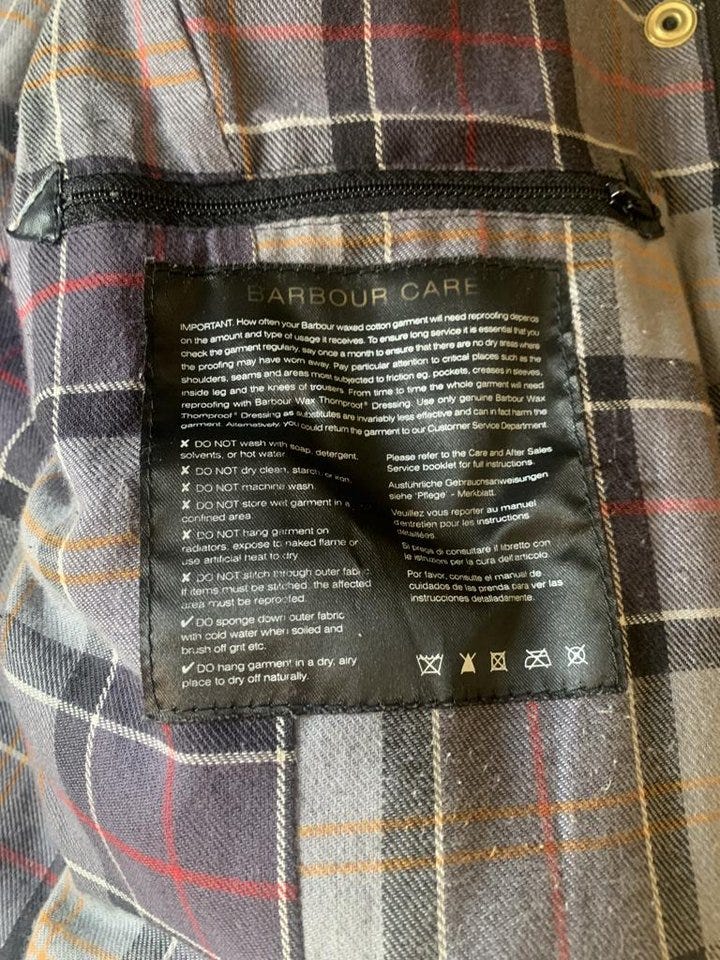 BARBOUR CARE
IMPORTANT. How often your Barbour waxed cotton garment will need reproofing depends
on the amount and type of usage it receives. To ensure long service it is essential that you
check the garment regularly, say once a month to ensure that there are no dry areas where
the proofing may have worn away. Pay particular attention to critical places such as the
shoulders, seams and areas most subjected to friction eg. pockets, creases in sleeves,
inside leg and the knees of trousers. From time to time the whole garment will need
reproofing with Barbour Wax Thornproof® Dressing. Use only genuine Barbour Wax
Thornproof® Dressing as substitutes are invariably less effective and can in fact harm the
garment. Alternatively, you could return the garment to our Customer Service Department.
✘ DO NOT wash with soap, detergent,
solvents, or hot water.
✘ DO NOT dry clean, starch or iron.
✘ DO NOT machine wash.
✘ DO NOT store wet garment in a
confined area.
✘ DO NOT hang garment on
radiators, expose to naked flame or
use artificial heat to dry.
✘ DO NOT stitch through outer fabric.
If items must be stitched, the affected
area must be reproofed.
✔ DO sponge down outer fabric
with cold water when soiled and
brush off grit etc.
✔ DO hang garment in a dry, airy
place to dry off naturally.
Please refer to the Care and After Sales
Service booklet for full instructions.
Ausführliche Gebrauchsanweisungen
siehe 'Pflege' - Merkblatt.
Veuillez vous reporter au manuel
d'entretien pour les instructions
détaillées.
Si prega di consultare il libretto con
le istruzioni per la cura dell'articolo.
Por favor, consulte el manual de
cuidados de las prenda para ver las
instrucciones detalladamente.